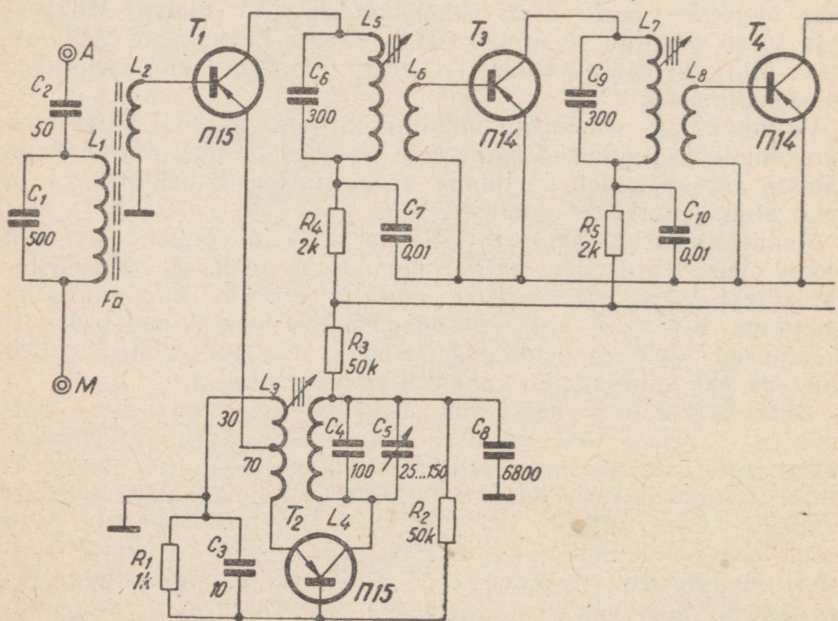 A
C2
50
L1
L2
C1
500
Fa
M
T1
П15
C6
300
L5
L6
R4
2k
C7
0,01
T3
П14
C9
300
L7
L8
R5
2k
C10
0,01
T4
П14
R3
50k
L3
30
70
C4
100
C5
25...150
C8
6800
T2
L4
R2
50k
R1
1k
C3
10
П15